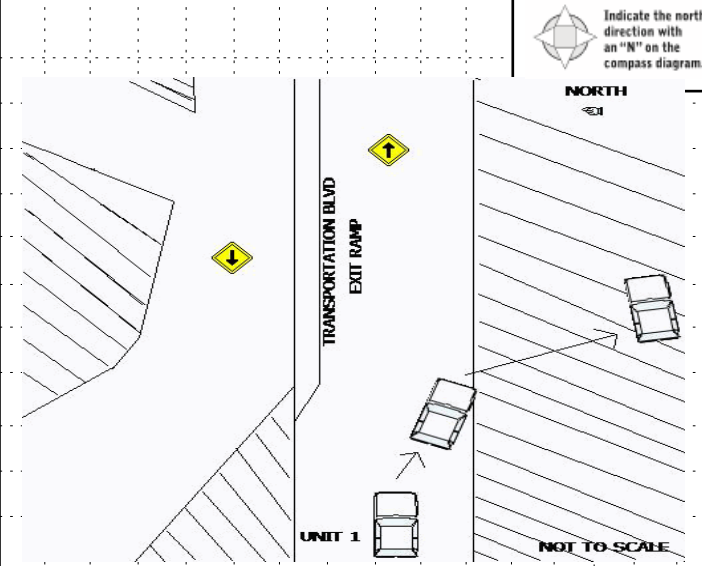 Indicate the north
direction with
an "N" on the
compass diagram.
NORTH
TRANSPORTATION BLVD
EXIT RAMP
UNIT 1
NOT TO SCALE